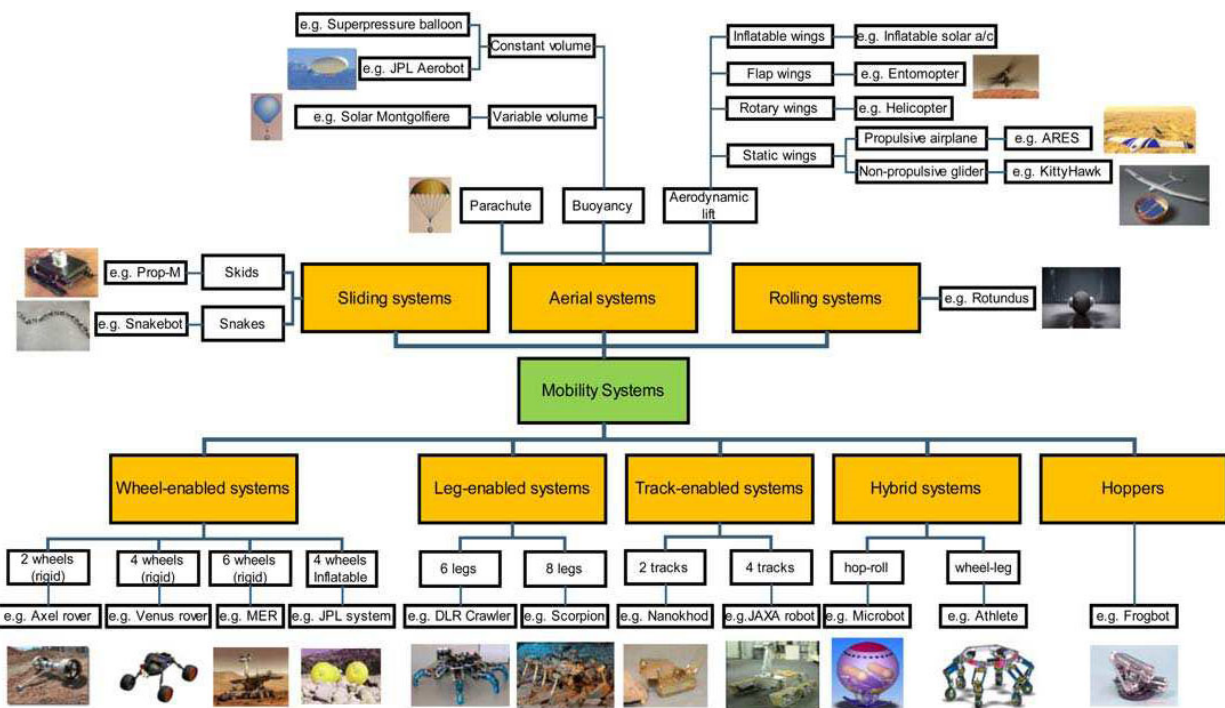 e.g. Superpressure balloon
Constant volume
e.g. JPL Aerobot
e.g. Solar Montgolfiere
Variable volume
Inflatable wings
e.g. Inflatable solar a/c
Flap wings
e.g. Entomopter
Rotary wings
e.g. Helicopter
Static wings
Propulsive airplane
e.g. ARES
Non-propulsive glider
e.g. KittyHawk
Parachute
Buoyancy
Aerodynamic
lift
e.g. Prop-M
Skids
e.g. Snakebot
Snakes
Sliding systems
Aerial systems
Rolling systems
e.g. Rotundus
Mobility Systems
Wheel-enabled systems
Leg-enabled systems
Track-enabled systems
Hybrid systems
Hoppers
2 wheels
(rigid)
4 wheels
(rigid)
6 wheels
(rigid)
4 wheels
Inflatable
6 legs
8 legs
2 tracks
4 tracks
hop-roll
wheel-leg
e.g. Axel rover
e.g. Venus rover
e.g. MER
e.g. JPL system
e.g. DLR Crawler
e.g. Scorpion
e.g. Nanokhod
e.g.JAXA robot
e.g. Microbot
e.g. Athlete
e.g. Frogbot